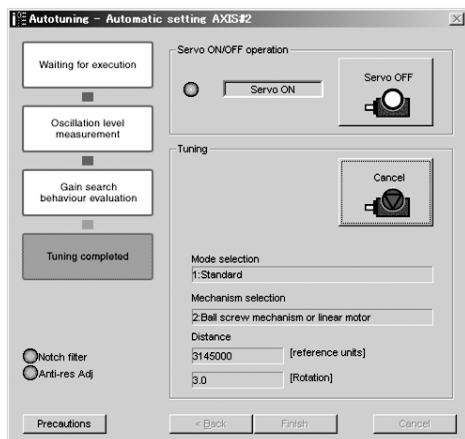 Autotuning - Automatic setting AXIS#2
Waiting for execution
Oscillation level
measurement
Gain search
behaviour evaluation
Tuning completed
Notch filter
Anti-res Adj
Precautions
Servo ON/OFF operation
Servo ON
Servo OFF
Tuning
Cancel
Mode selection
1:Standard
Mechanism selection
2:Ball screw mechanism or linear motor
Distance
3145000 [reference units]
3.0 [Rotation]
< Back
Finish
Cancel